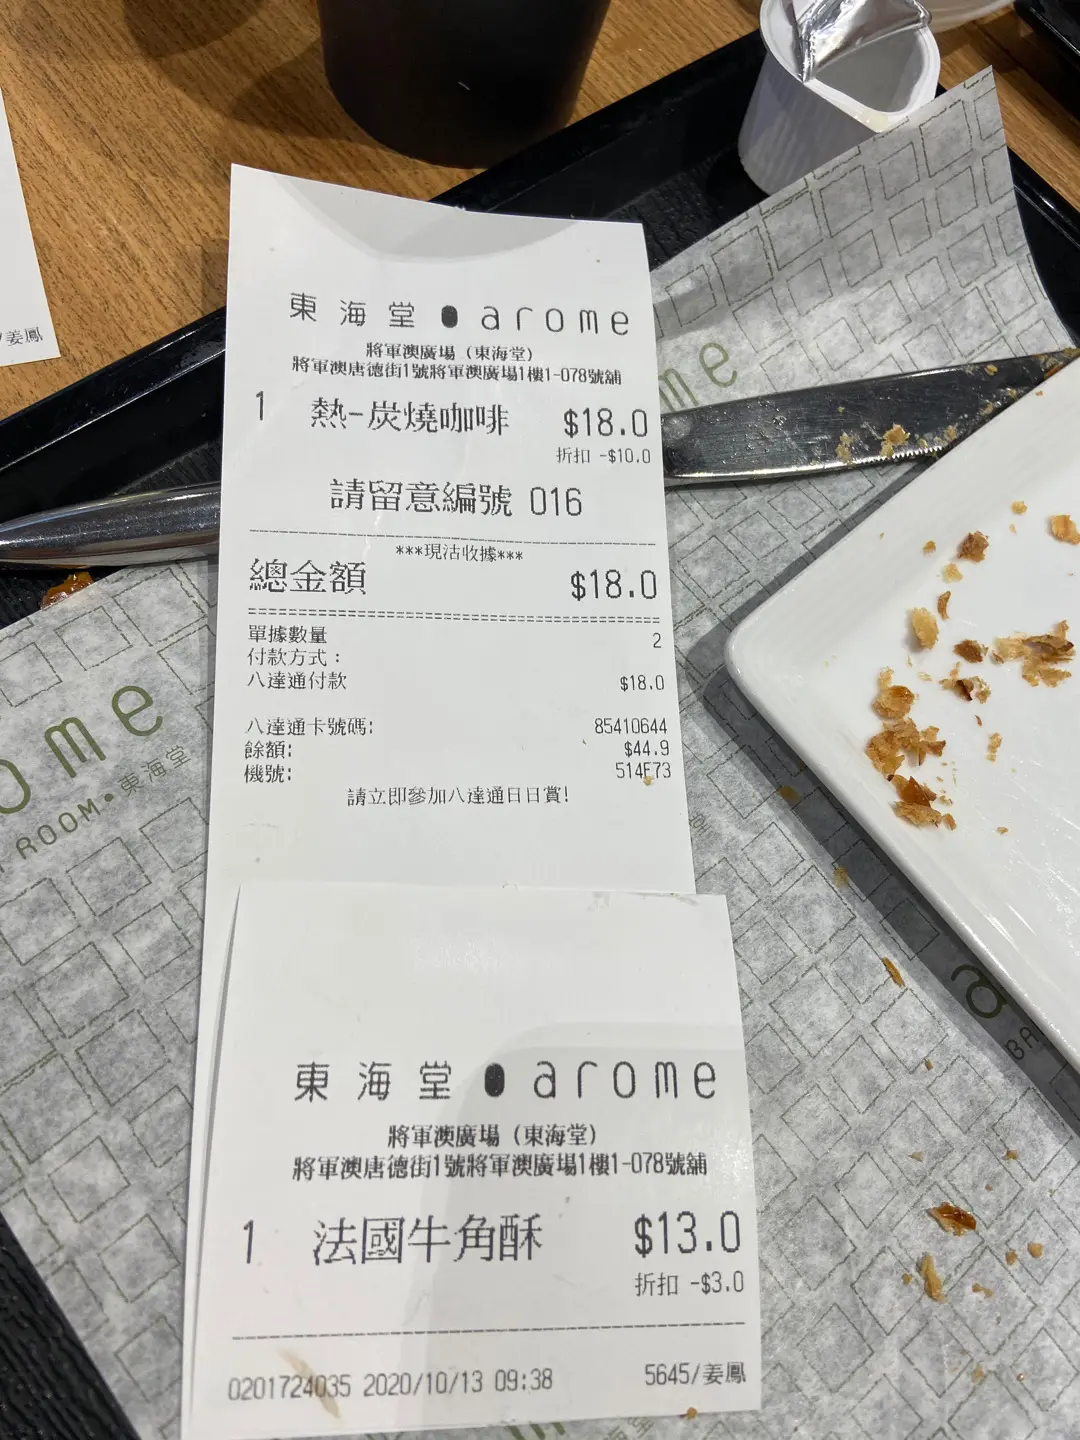 東海堂 arome
將軍澳廣場（東海堂）
將軍澳唐德街1號將軍澳廣場1樓1-078號舖
1 熱-炭燒咖啡 $18.0
折扣 -$10.0
請留意編號 016
***現沽收據***
總金額 $18.0
單據數量 2
付款方式：
八達通付款 $18.0
八達通卡號碼: 85410644
餘額: $44.9
機號: 514E73
請立即參加八達通日日賞!
東海堂 arome
將軍澳廣場（東海堂）
將軍澳唐德街1號將軍澳廣場1樓1-078號舖
1 法國牛角酥 $13.0
折扣 -$3.0
0201724035 2020/10/13 09:38 5645/姜鳳
/姜鳳
ome
ROOM•東海堂
me
a
BA